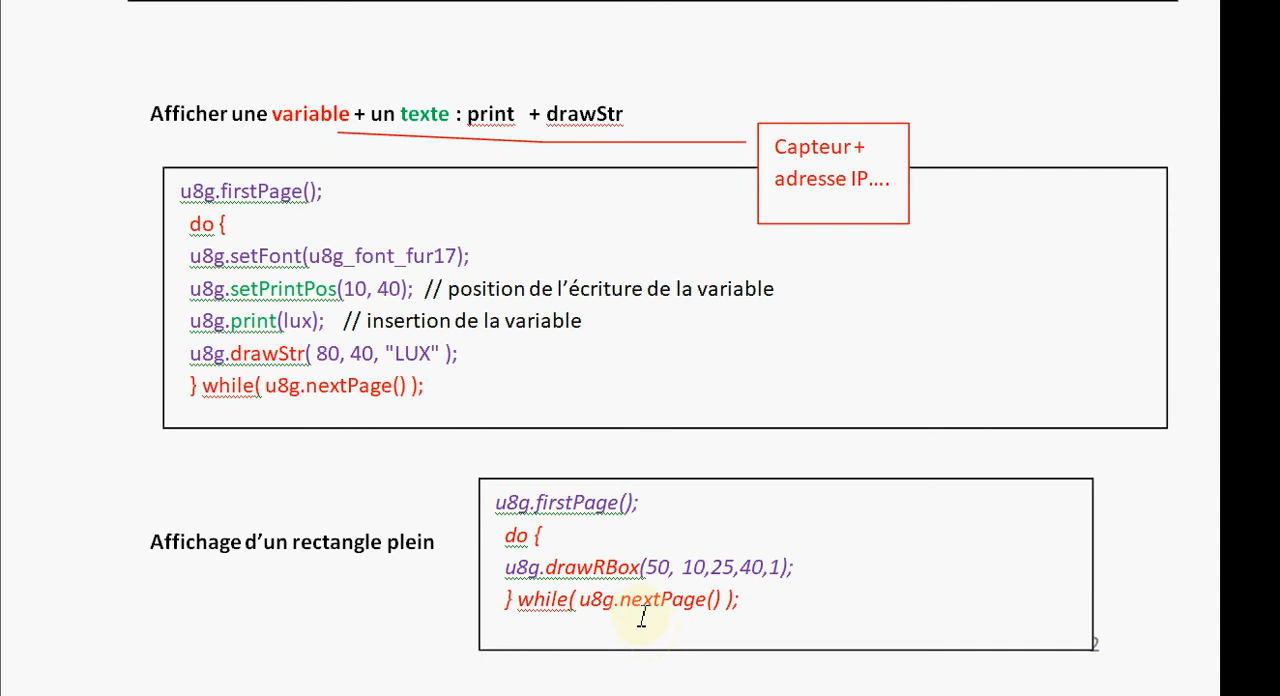 Afficher une variable + un texte : print + drawStr
Capteur +
adresse IP....
u8g.firstPage();
do {
u8g.setFont(u8g_font_fur17);
u8g.setPrintPos(10, 40); // position de l'écriture de la variable
u8g.print(lux); // insertion de la variable
u8g.drawStr( 80, 40, "LUX" );
} while( u8g.nextPage() );
Affichage d'un rectangle plein
u8g.firstPage();
do {
u8g.drawRBox(50, 10,25,40,1);
} while( u8g.nextPage() );
2